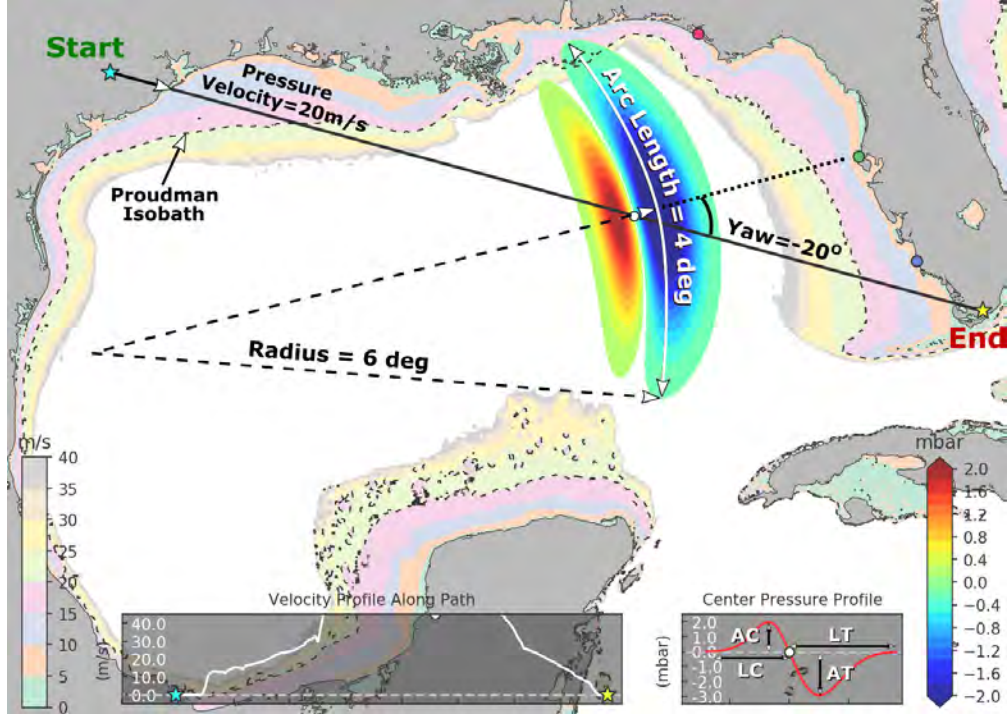 Start
Pressure
Velocity=20m/s
Proudman
Isobath
Arc Length = 4 deg
Yaw=-20º
Radius = 6 deg
End
m/s
40
35
30
25
20
15
10
5
0
mbar
2.0
1.6
1.2
0.8
0.4
0.0
−0.4
−0.8
−1.2
−1.6
−2.0
Velocity Profile Along Path
40.0
30.0
20.0
10.0
0.0
(m/s)
Center Pressure Profile
2.0
1.0
0.0
-1.0
-2.0
-3.0
(mbar)
AC
LT
LC
AT